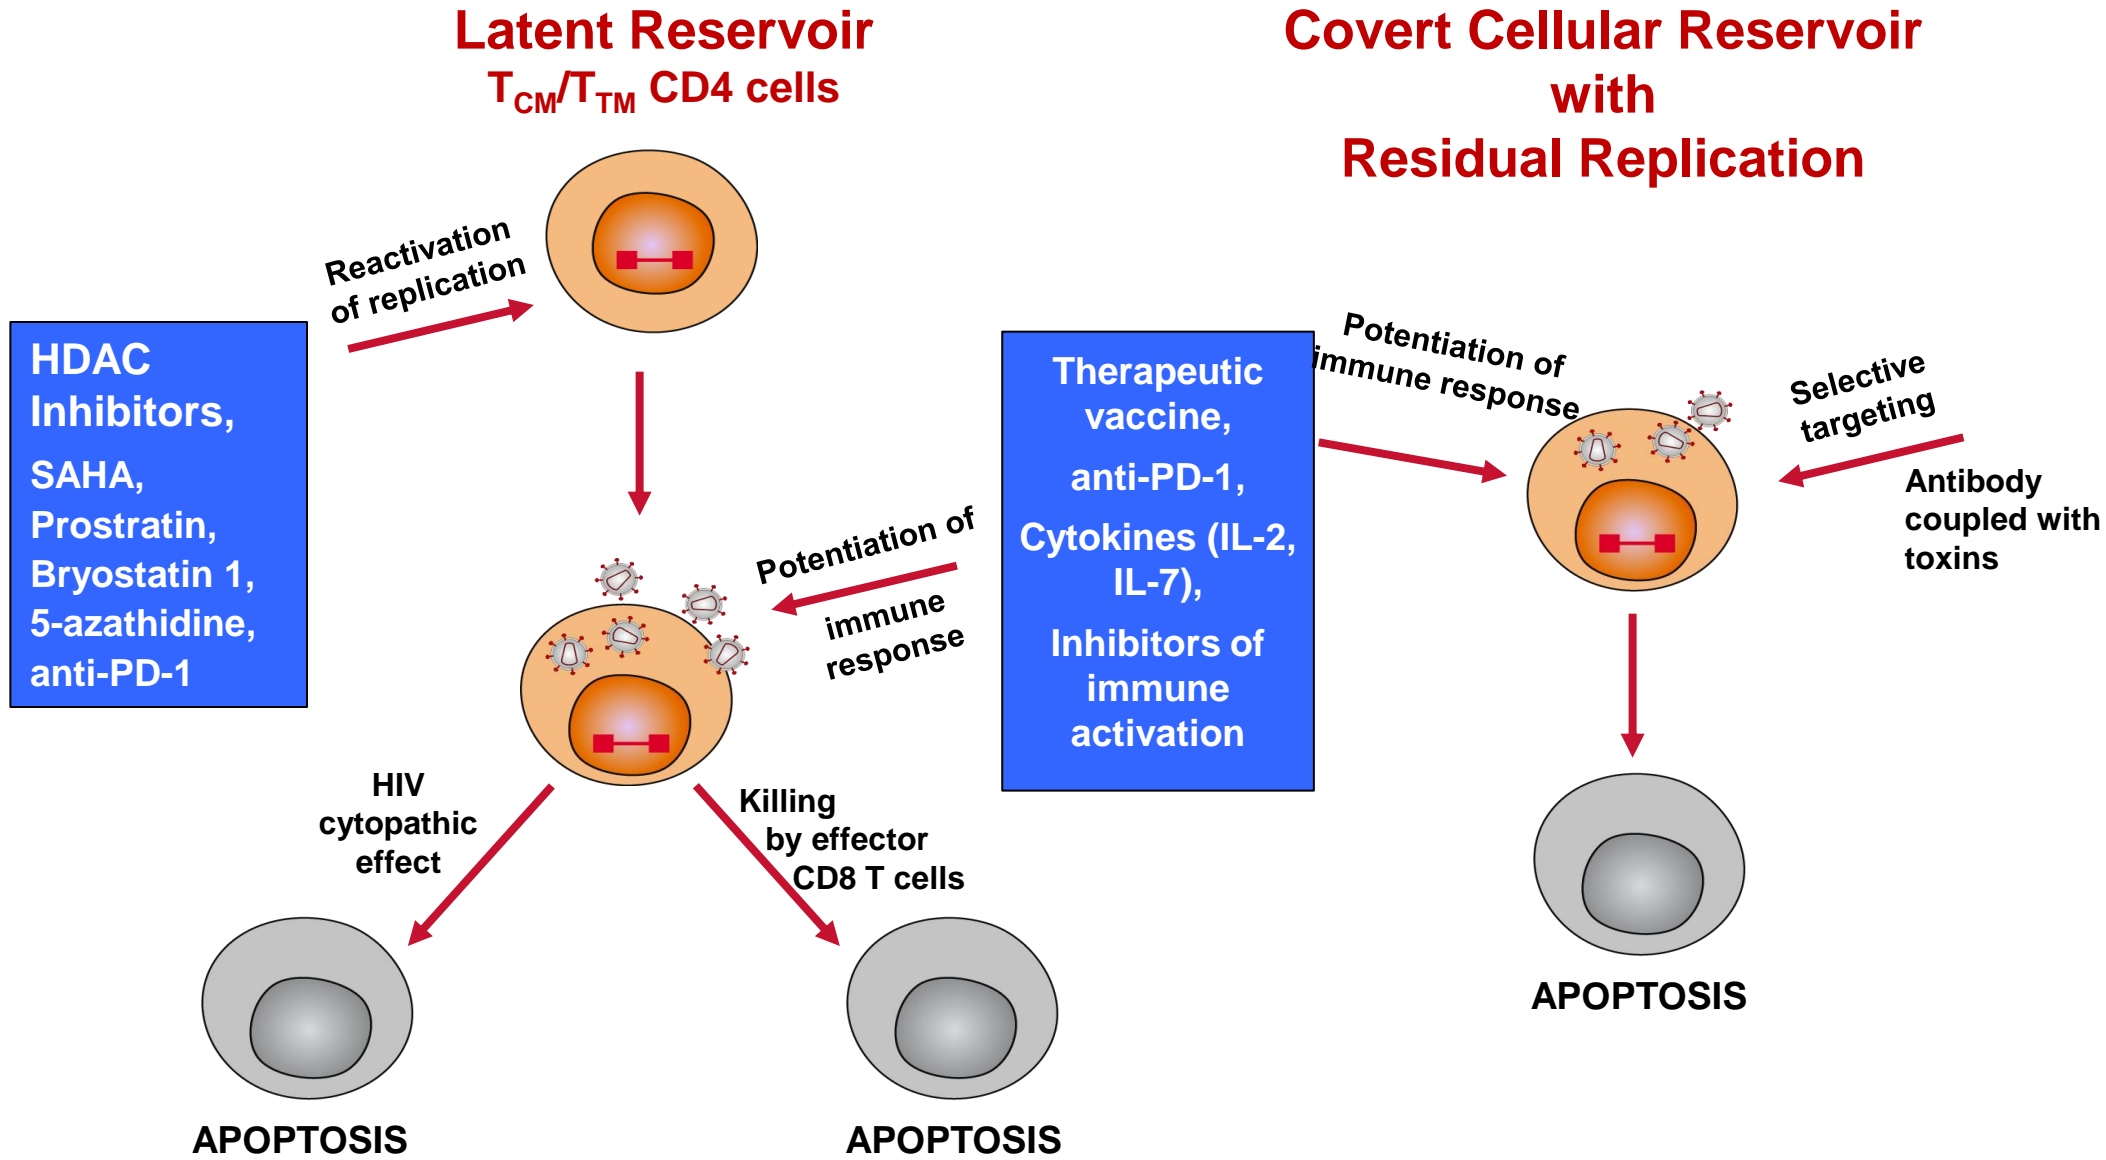 Latent Reservoir
TCM/TTM CD4 cells
Reactivation
of replication
HDAC
Inhibitors,
SAHA,
Prostratin,
Bryostatin 1,
5-azathidine,
anti-PD-1
Potentiation of
immune
response
HIV
cytopathic
effect
Killing
by effector
CD8 T cells
APOPTOSIS
APOPTOSIS
Covert Cellular Reservoir
with
Residual Replication
Therapeutic
vaccine,
anti-PD-1,
Cytokines (IL-2,
IL-7),
Inhibitors of
immune
activation
Potentiation of
immune response
Selective
targeting
Antibody
coupled with
toxins
APOPTOSIS